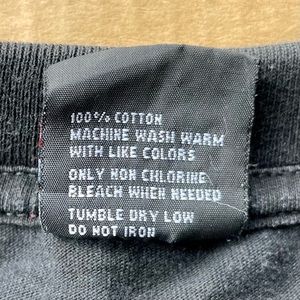 100% COTTON
MACHINE WASH WARM
WITH LIKE COLORS
ONLY NON CHLORINE
BLEACH WHEN NEEDED
TUMBLE DRY LOW
DO NOT IRON